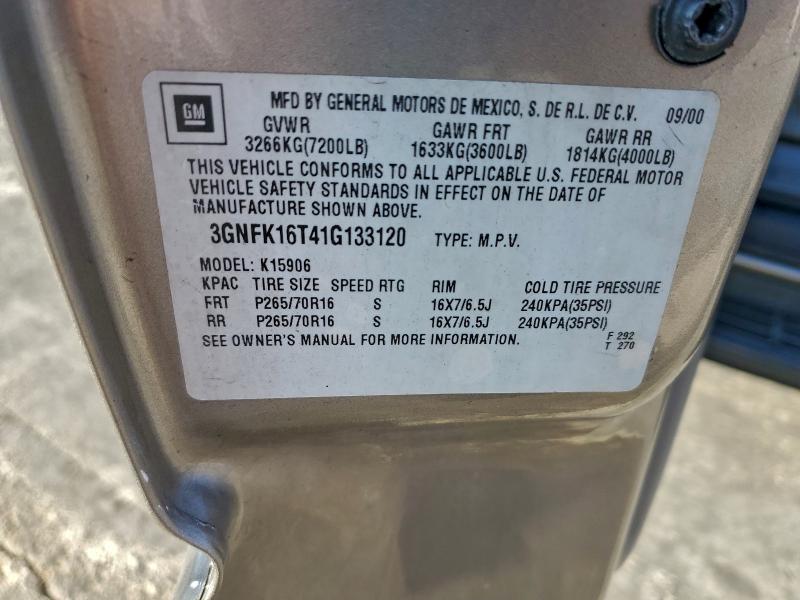 GM
MFD BY GENERAL MOTORS DE MEXICO, S. DE R.L. DE C.V. 09/00
GVWR GAWR FRT GAWR RR
3266KG(7200LB) 1633KG(3600LB) 1814KG(4000LB)
THIS VEHICLE CONFORMS TO ALL APPLICABLE U.S. FEDERAL MOTOR
VEHICLE SAFETY STANDARDS IN EFFECT ON THE DATE OF
MANUFACTURE SHOWN ABOVE.
3GNFK16T41G133120 TYPE: M.P.V.
MODEL: K15906
KPAC TIRE SIZE SPEED RTG RIM COLD TIRE PRESSURE
FRT P265/70R16 S 16X7/6.5J 240KPA(35PSI)
RR P265/70R16 S 16X7/6.5J 240KPA(35PSI)
SEE OWNER'S MANUAL FOR MORE INFORMATION. F 292
T 270